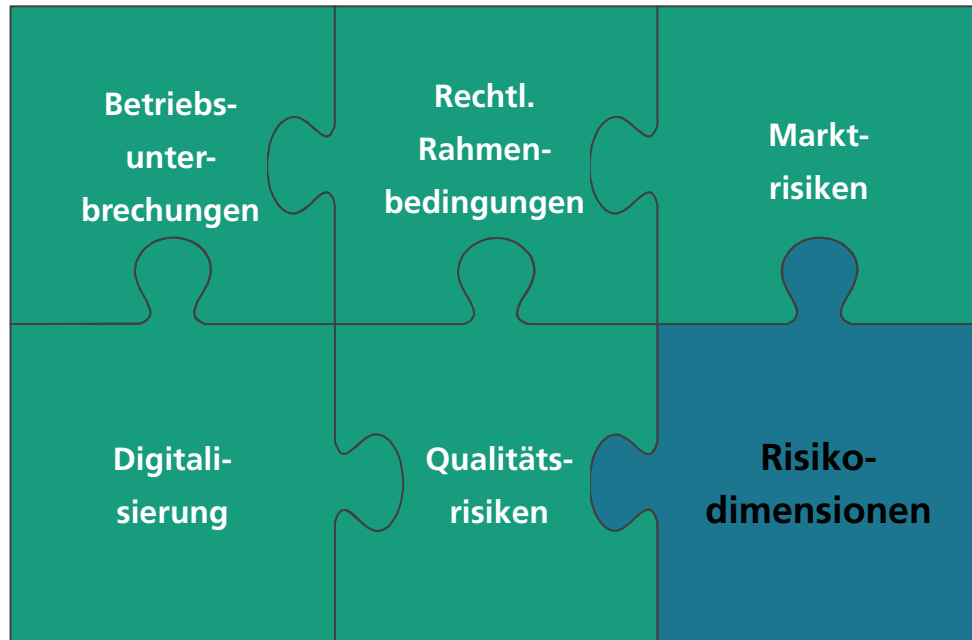 Betriebs-
unter-
brechungen
Rechtl.
Rahmen-
bedingungen
Markt-
risiken
Digitali-
sierung
Qualitäts-
risiken
Risiko-
dimensionen